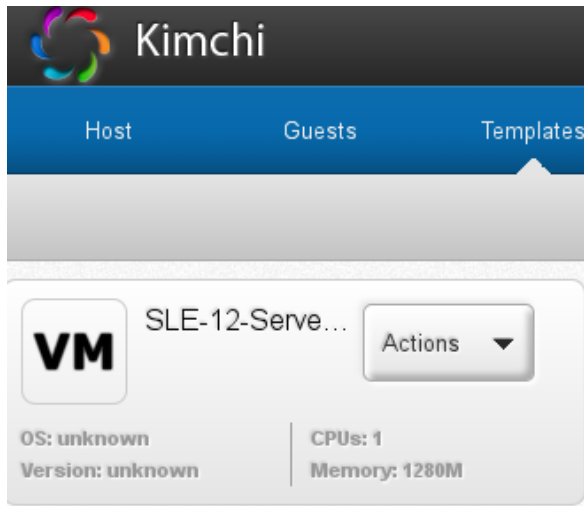 Kimchi
Host Guests Templates
VM SLE-12-Serve... Actions
OS: unknown CPUs: 1
Version: unknown Memory: 1280M